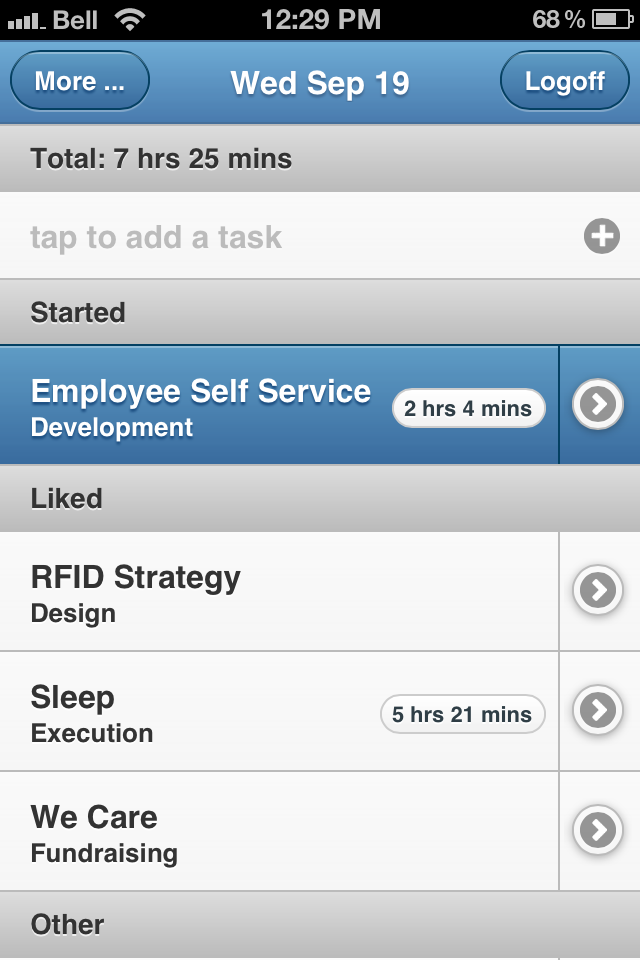 Bell 12:29 PM 68 %
More ... Wed Sep 19 Logoff
Total: 7 hrs 25 mins
tap to add a task
Started
Employee Self Service
Development
2 hrs 4 mins
Liked
RFID Strategy
Design
Sleep
Execution
5 hrs 21 mins
We Care
Fundraising
Other